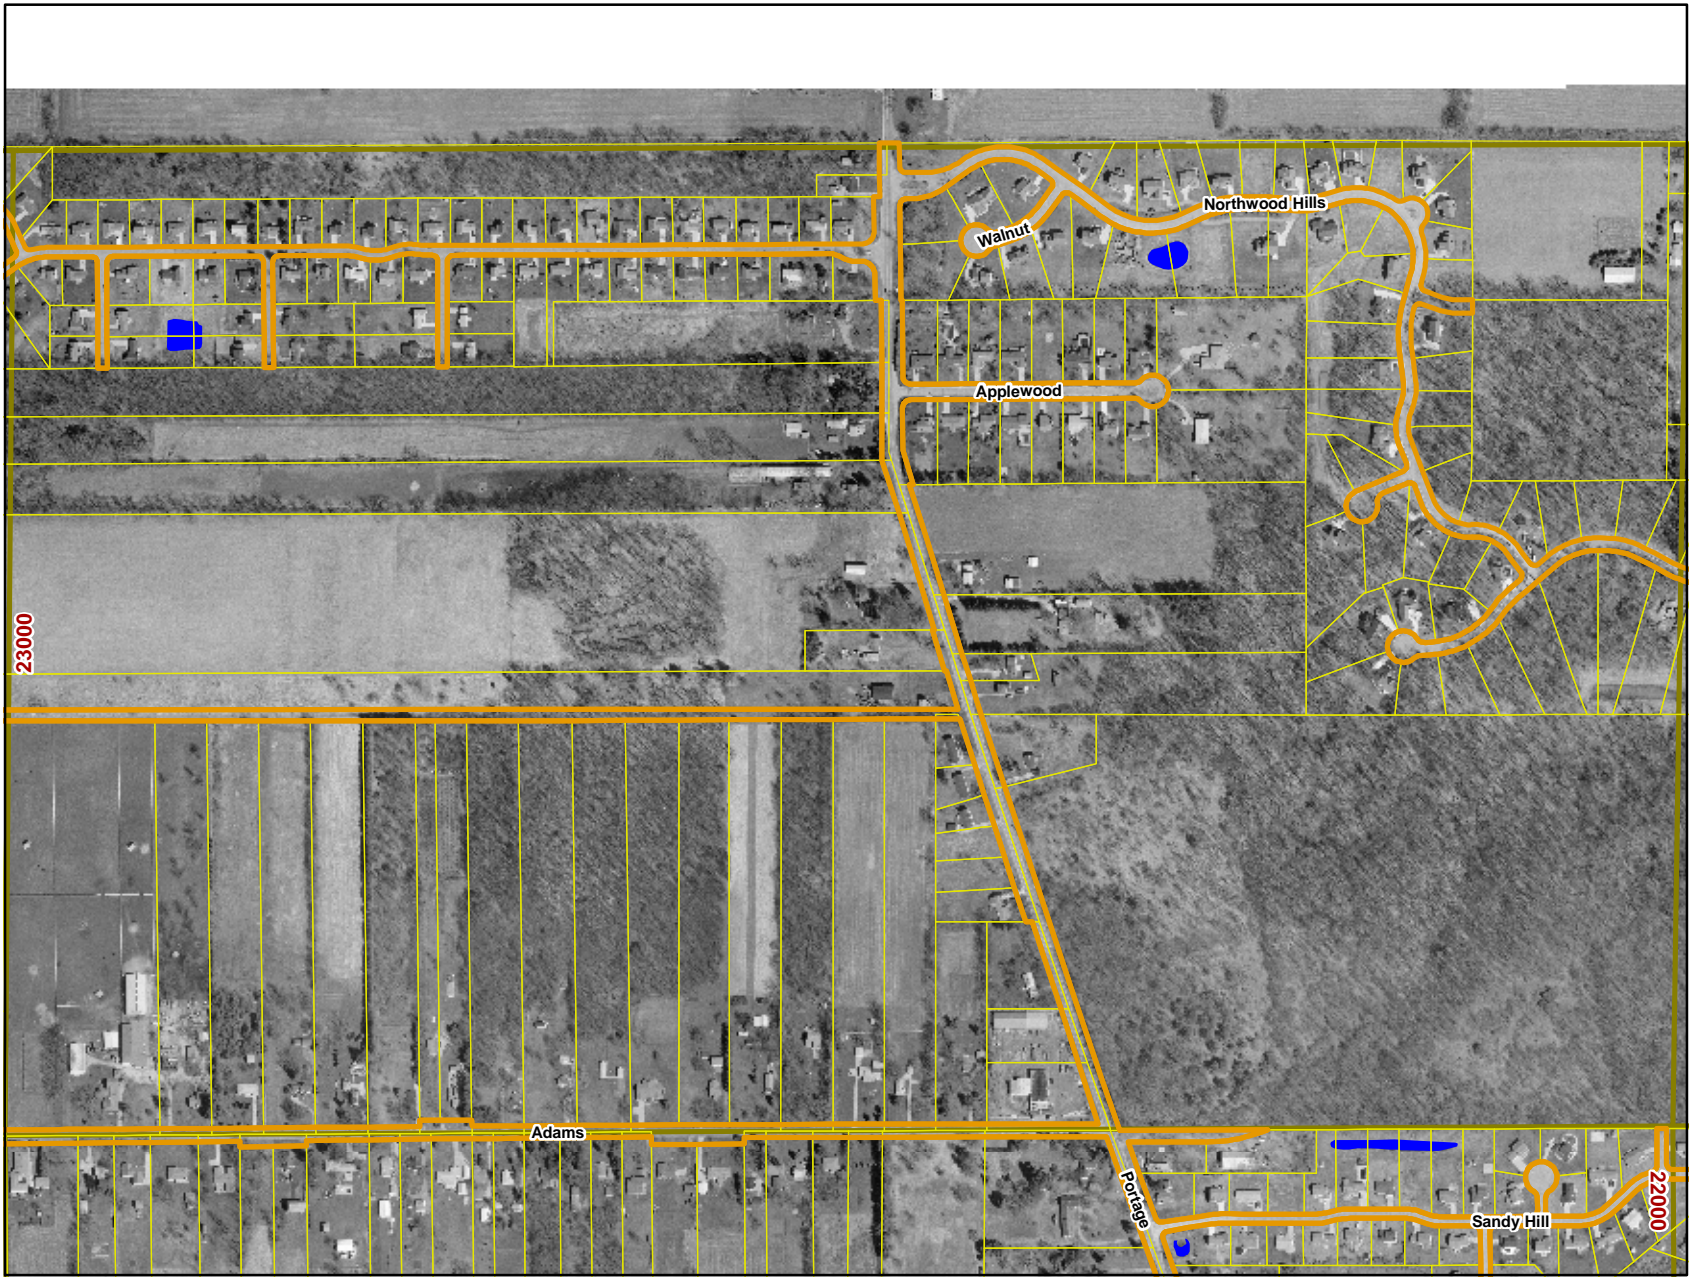 Northwood Hills
Walnut
Applewood
23000
Adams
Portage
22000
Sandy Hill